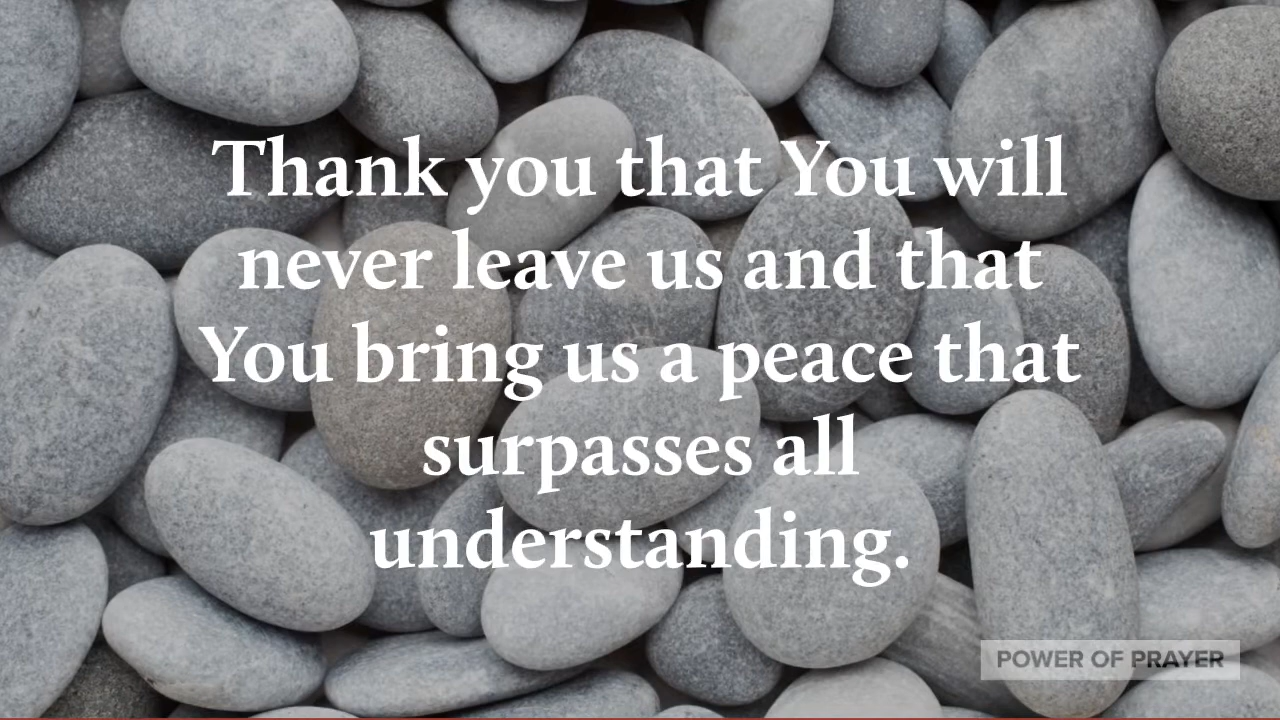 Thank you that You will
never leave us and that
You bring us a peace that
surpasses all
understanding.
POWER OF PRAYER